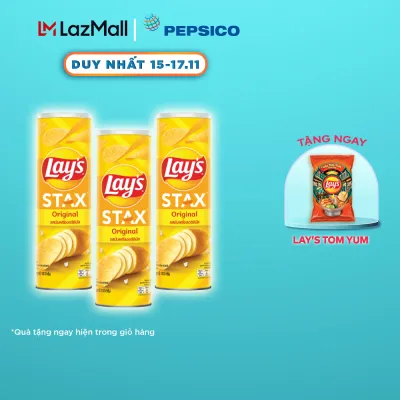 LM LazMall
PEPSICO
DUY NHẤT 15-17.11
TẶNG NGAY
Lay's
LAY'S TOM YUM
Lay's
STAX
Original
Lay's
STAX
Original
Lay's
STAX
Original
*Quà tặng ngay hiện trong giỏ hàng